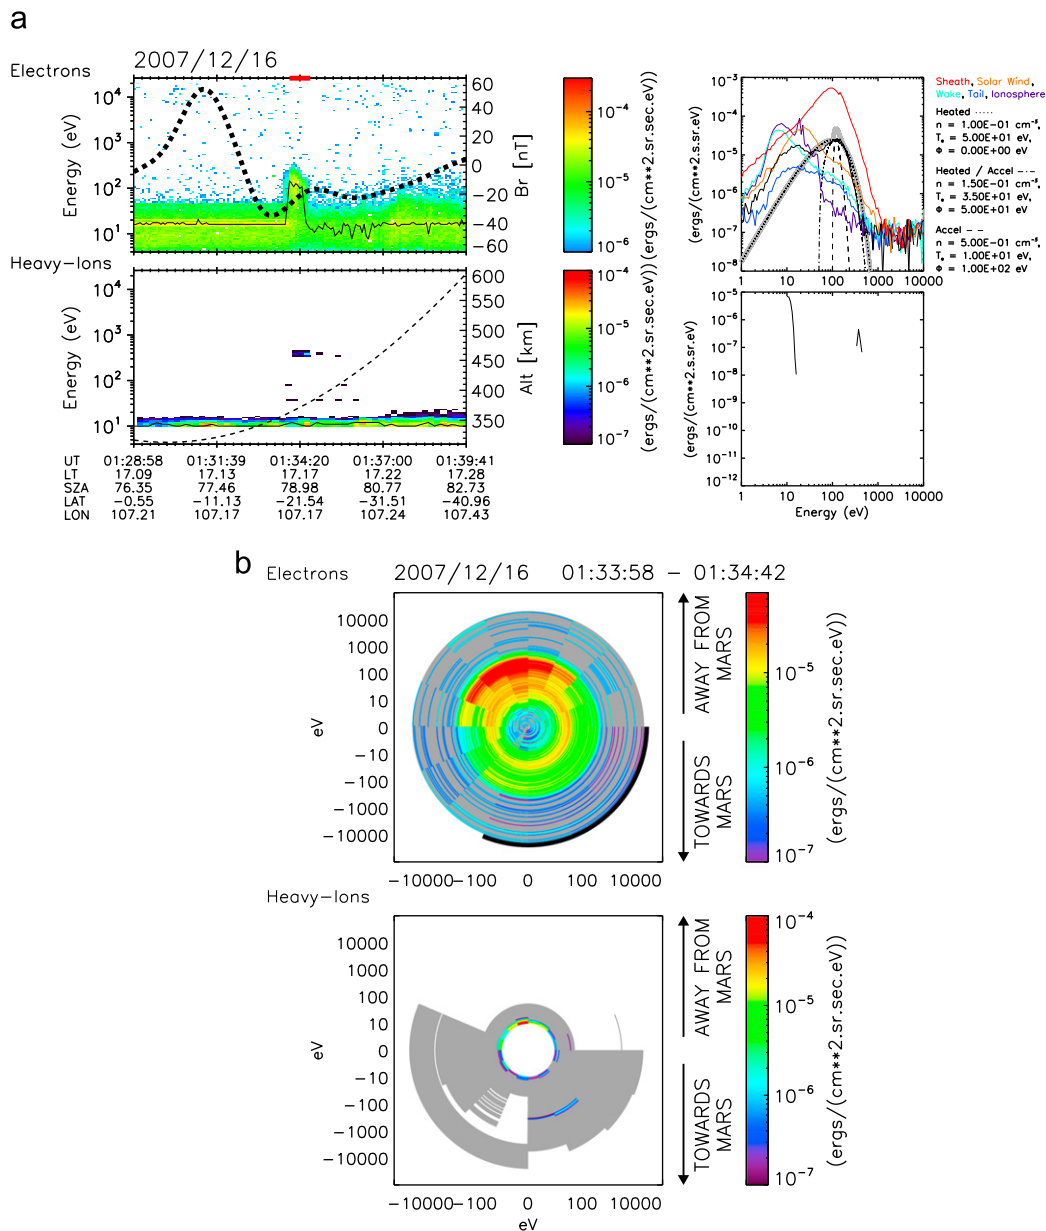 a
2007/12/16
Electrons
10⁴
10³
10²
10¹
Energy (eV)
60
40
20
0
−20
−40
−60
Br [nT]
10⁻⁴
10⁻⁵
10⁻⁶
(ergs/(cm**2.sr.sec.eV))
Heavy−Ions
10⁴
10³
10²
10¹
Energy (eV)
600
550
500
450
400
350
Alt [km]
10⁻⁴
10⁻⁵
10⁻⁶
10⁻⁷
(ergs/(cm**2.sr.sec.eV))
UT 01:28:58 01:31:39 01:34:20 01:37:00 01:39:41
LT 17.09 17.13 17.17 17.22 17.28
SZA 76.35 77.46 78.98 80.77 82.73
LAT −0.55 −11.13 −21.54 −31.51 −40.96
LON 107.21 107.17 107.17 107.24 107.43
10⁻³
10⁻⁴
10⁻⁵
10⁻⁶
10⁻⁷
10⁻⁸
(ergs/(cm**2.s.sr.eV)
1 10 100 1000 10000
Sheath, Solar Wind,
Wake, Tail, Ionosphere
Heated .....
n = 1.00E−01 cm⁻³,
Tₑ = 5.00E+01 eV,
Φ = 0.00E+00 eV
Heated / Accel −·−·
n = 1.50E−01 cm⁻³,
Tₑ = 3.50E+01 eV,
Φ = 5.00E+01 eV
Accel − −
n = 5.00E−01 cm⁻³,
Tₑ = 1.00E+01 eV,
Φ = 1.00E+02 eV
10⁻⁵
10⁻⁶
10⁻⁷
10⁻⁸
10⁻⁹
10⁻¹⁰
10⁻¹¹
10⁻¹²
(ergs/(cm**2.s.sr.eV)
1 10 100 1000 10000
Energy (eV)
b
Electrons 2007/12/16 01:33:58 − 01:34:42
10000
1000
100
10
0
−10
−100
−1000
−10000
eV
−10000 −100 0 100 10000
AWAY FROM
MARS
TOWARDS
MARS
10⁻⁵
10⁻⁶
10⁻⁷
(ergs/(cm**2.sr.sec.eV))
Heavy−Ions
10000
1000
100
10
0
−10
−100
−1000
−10000
eV
−10000 −100 0 100 10000
eV
AWAY FROM
MARS
TOWARDS
MARS
10⁻⁴
10⁻⁵
10⁻⁶
10⁻⁷
(ergs/(cm**2.sr.sec.eV))